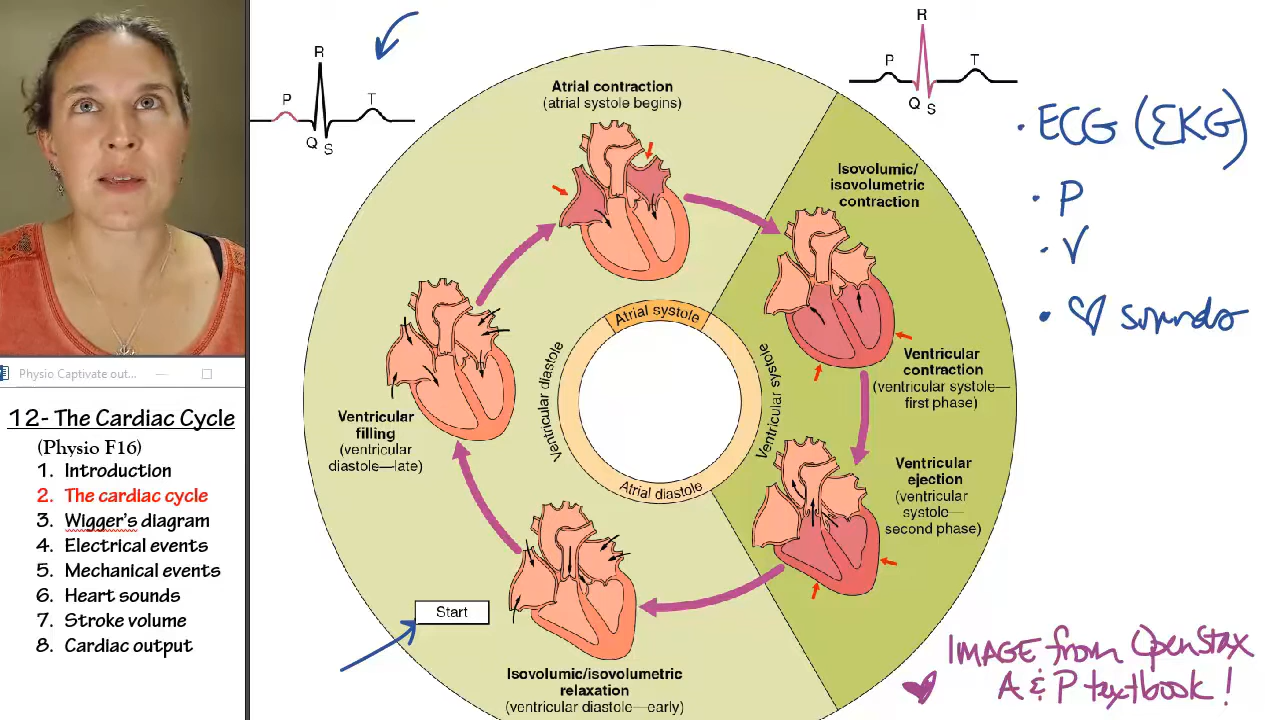 R
P
T
Q
S
Physio Captivate out...
12- The Cardiac Cycle
(Physio F16)
1. Introduction
2. The cardiac cycle
3. Wigger's diagram
4. Electrical events
5. Mechanical events
6. Heart sounds
7. Stroke volume
8. Cardiac output
Atrial contraction
(atrial systole begins)
R
P
T
Q
S
Isovolumic/
isovolumetric
contraction
Ventricular
contraction
(ventricular systole—
first phase)
Ventricular
ejection
(ventricular
systole—
second phase)
Isovolumic/isovolumetric
relaxation
(ventricular diastole—early)
Start
Ventricular
filling
(ventricular
diastole—late)
Atrial systole
Ventricular systole
Atrial diastole
Ventricular diastole
• ECG (EKG)
• P
• V
• ♡ sounds
IMAGE from OpenStax
♥ A & P textbook!